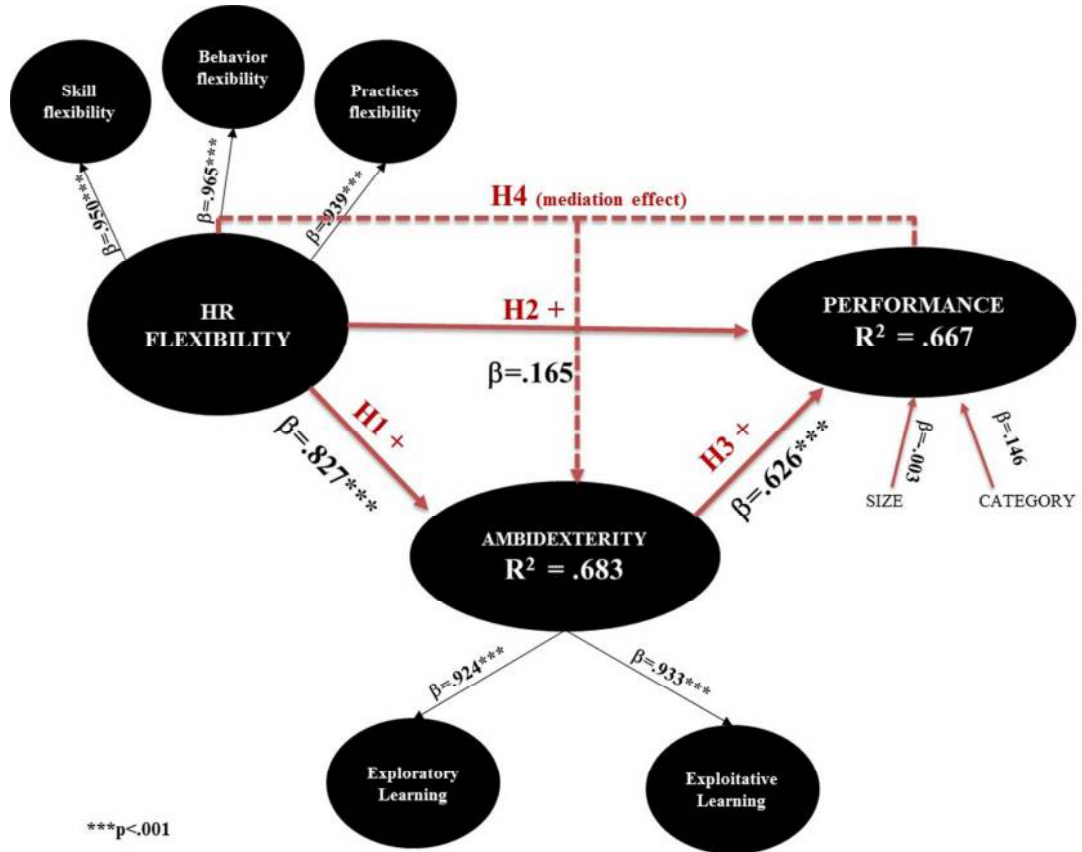 Skill
flexibility
Behavior
flexibility
Practices
flexibility
β=.950***
β=.965***
β=.939***
H4 (mediation effect)
HR
FLEXIBILITY
H2 +
β=.165
PERFORMANCE
R² = .667
H1 +
β=.827***
H3 +
β=.626***
β=-.003
β=.146
SIZE
CATEGORY
AMBIDEXTERITY
R² = .683
β=.924***
β=.933***
Exploratory
Learning
Exploitative
Learning
***p<.001